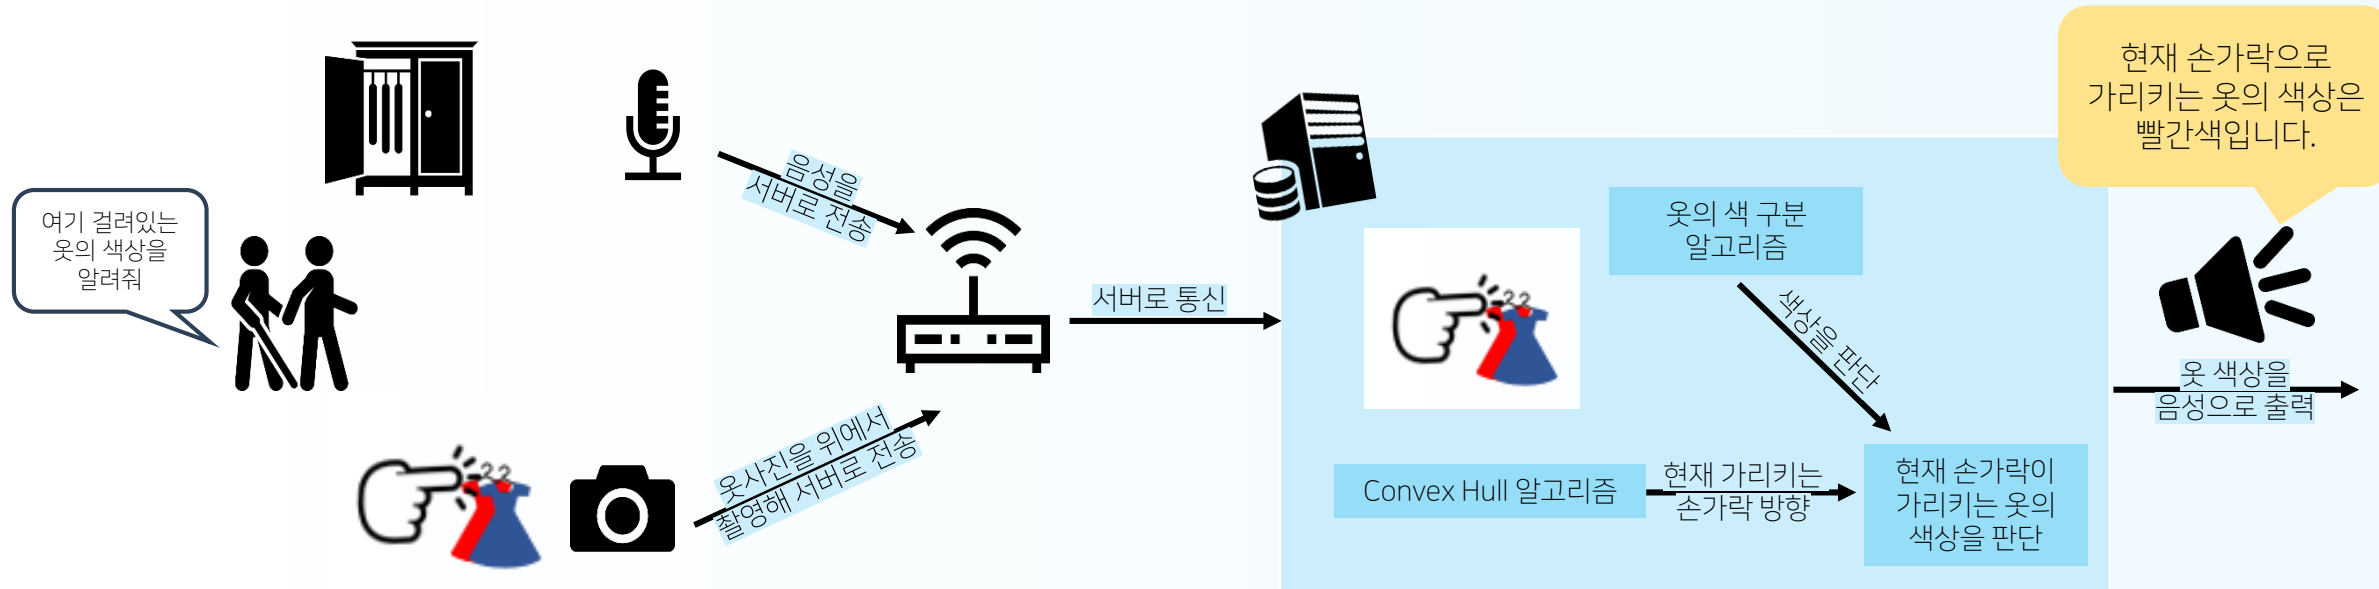 여기 걸려있는
옷의 색상을
알려줘
음성을
서버로 전송
옷사진을 위에서
촬영해 서버로 전송
서버로 통신
옷의 색 구분
알고리즘
색상을 판단
Convex Hull 알고리즘
현재 가리키는
손가락 방향
현재 손가락이
가리키는 옷의
색상을 판단
현재 손가락으로
가리키는 옷의 색상은
빨간색입니다.
옷 색상을
음성으로 출력